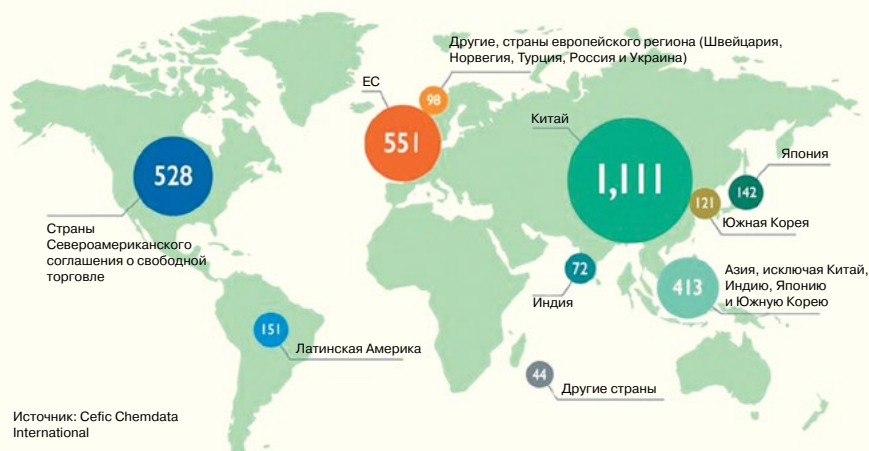 Другие, страны европейского региона (Швейцария,
Норвегия, Турция, Россия и Украина)
ЕС
98
551
Китай
1,111
528
Япония
142
121
Южная Корея
Страны
Североамериканского
соглашения о свободной
торговле
72
Индия
413
Азия, исключая Китай,
Индию, Японию
и Южную Корею
151
Латинская Америка
44
Другие страны
Источник: Cefic Chemdata
International